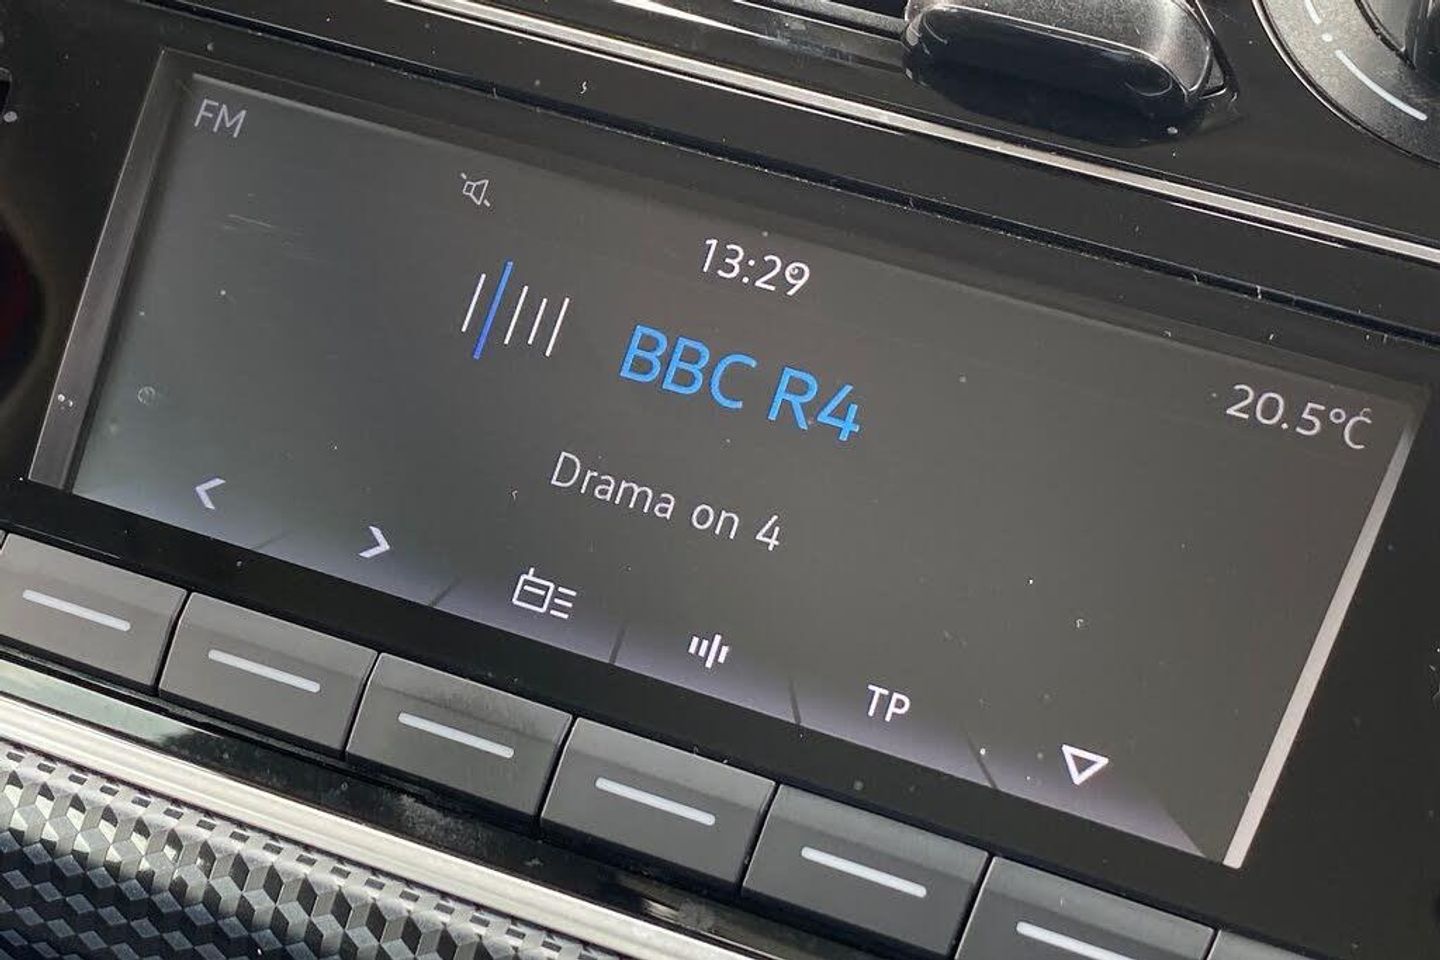 FM
13:29
BBC R4
20.5°C
Drama on 4
TP